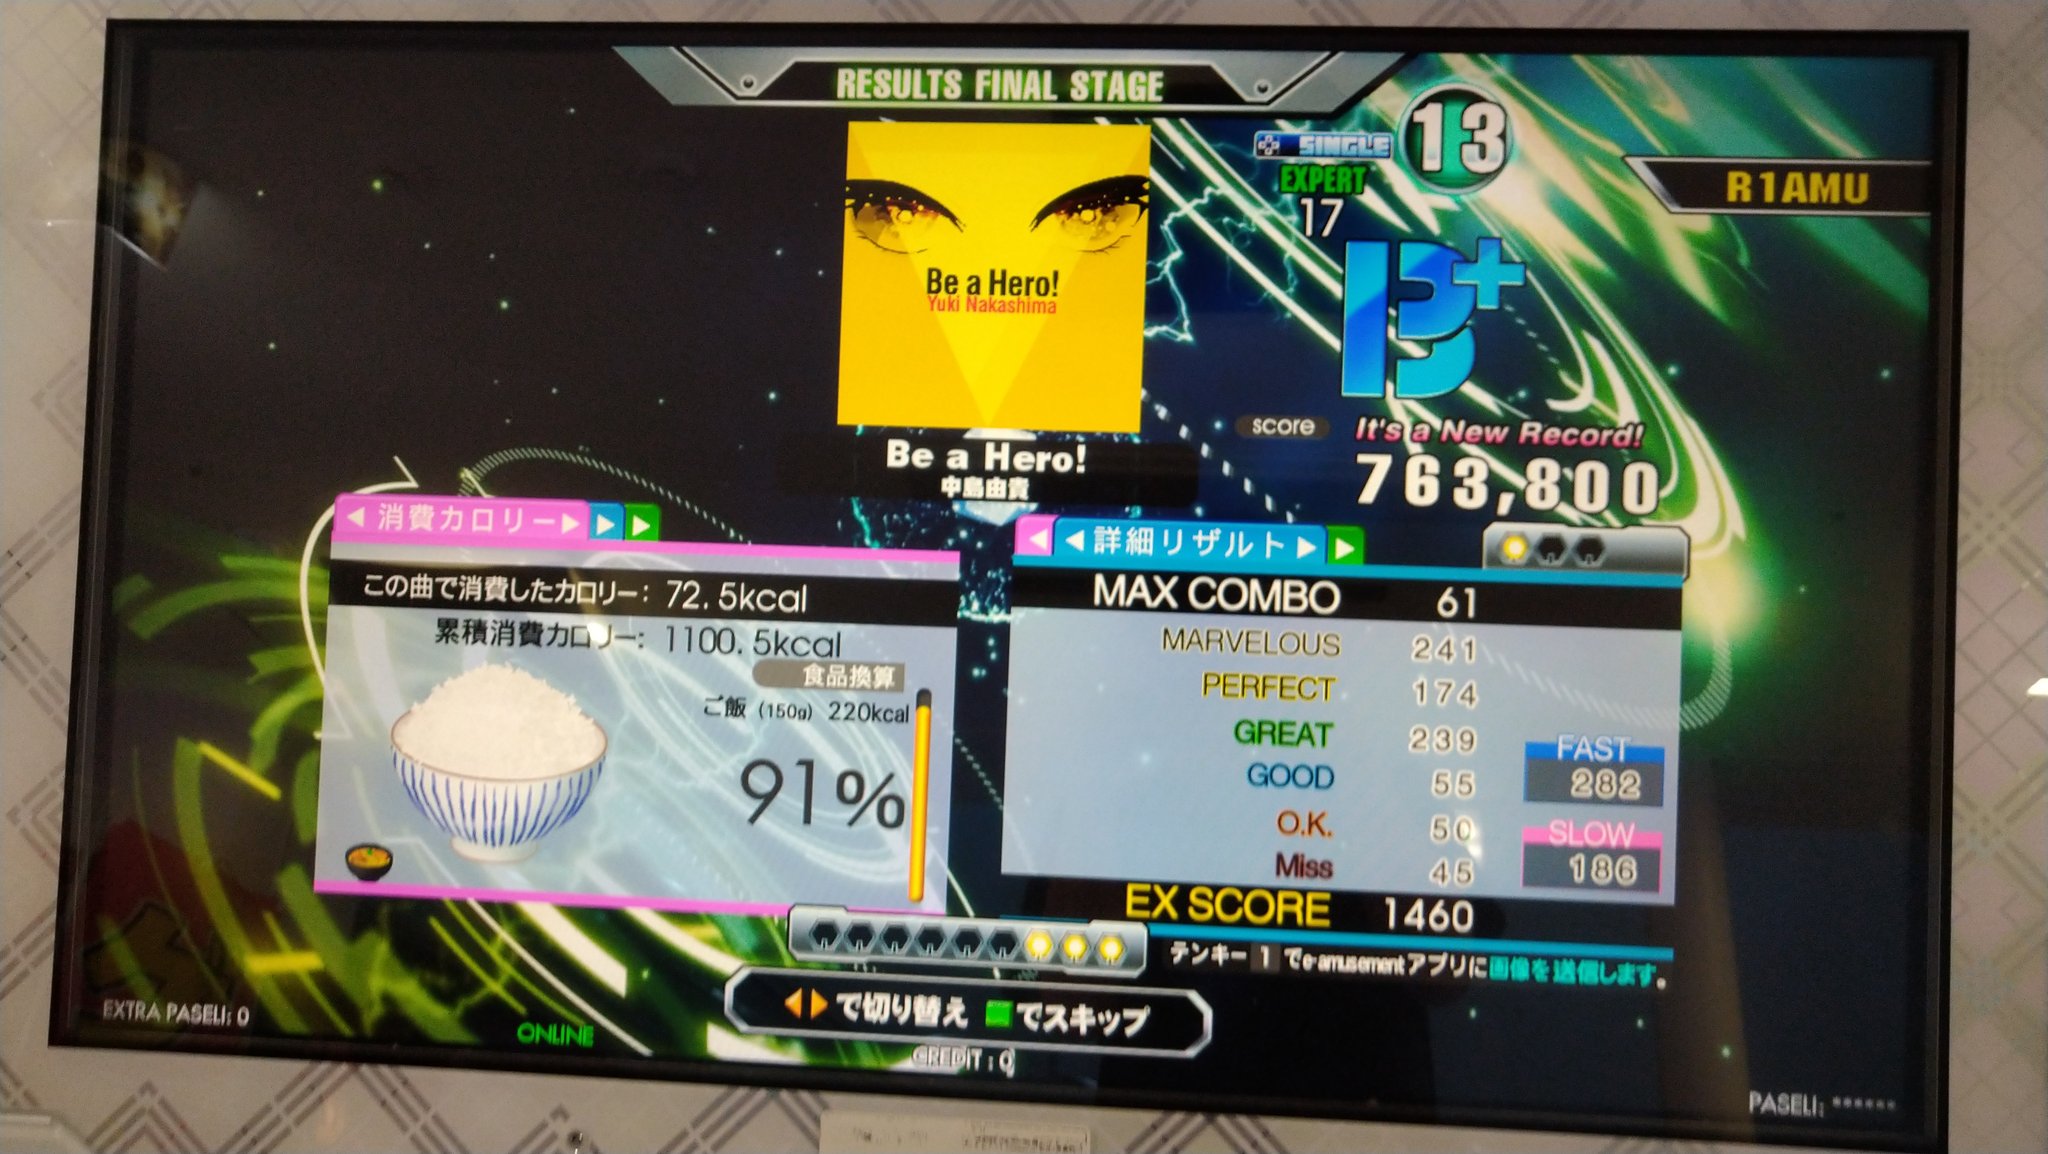 RESULTS FINAL STAGE
SINGLE
13
EXPERT
17
R1AMU
B+
Be a Hero!
Yuki Nakashima
Be a Hero!
中島由貴
score
It's a New Record!
763,800
消費カロリー
この曲で消費したカロリー: 72.5kcal
累積消費カロリー: 1100.5kcal
食品換算
ご飯 (150g) 220kcal
91%
詳細リザルト
MAX COMBO 61
MARVELOUS 241
PERFECT 174
GREAT 239
GOOD 55
O.K. 50
Miss 45
FAST
282
SLOW
186
EX SCORE 1460
テンキー 1 でe-amusementアプリに画像を送信します。
で切り替え でスキップ
EXTRA PASELI: 0
ONLINE
CREDIT : 0
PASELI: ******